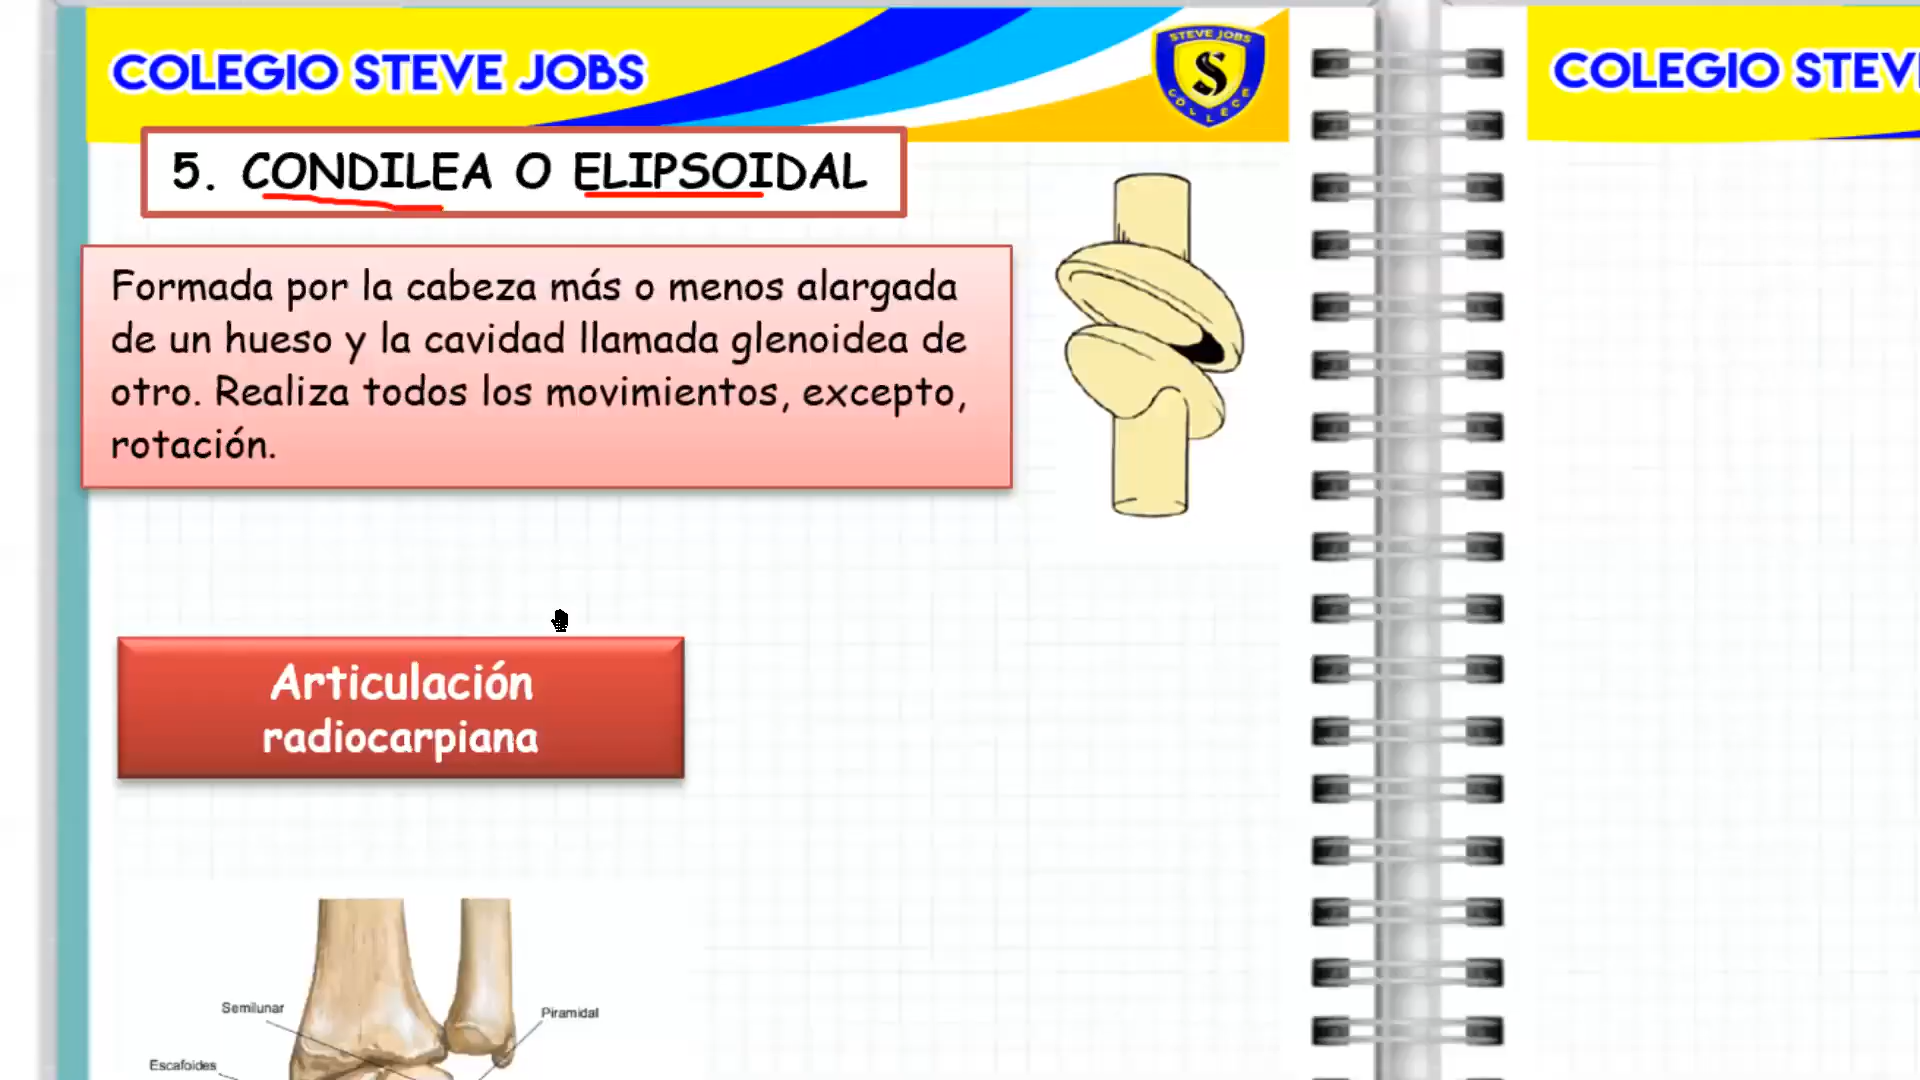 COLEGIO STEVE JOBS
STEVE JOBS
S
COLLEGE
COLEGIO STEV
5. CONDILEA O ELIPSOIDAL
Formada por la cabeza más o menos alargada
de un hueso y la cavidad llamada glenoidea de
otro. Realiza todos los movimientos, excepto,
rotación.
Articulación
radiocarpiana
Semilunar
Piramidal
Escafoides